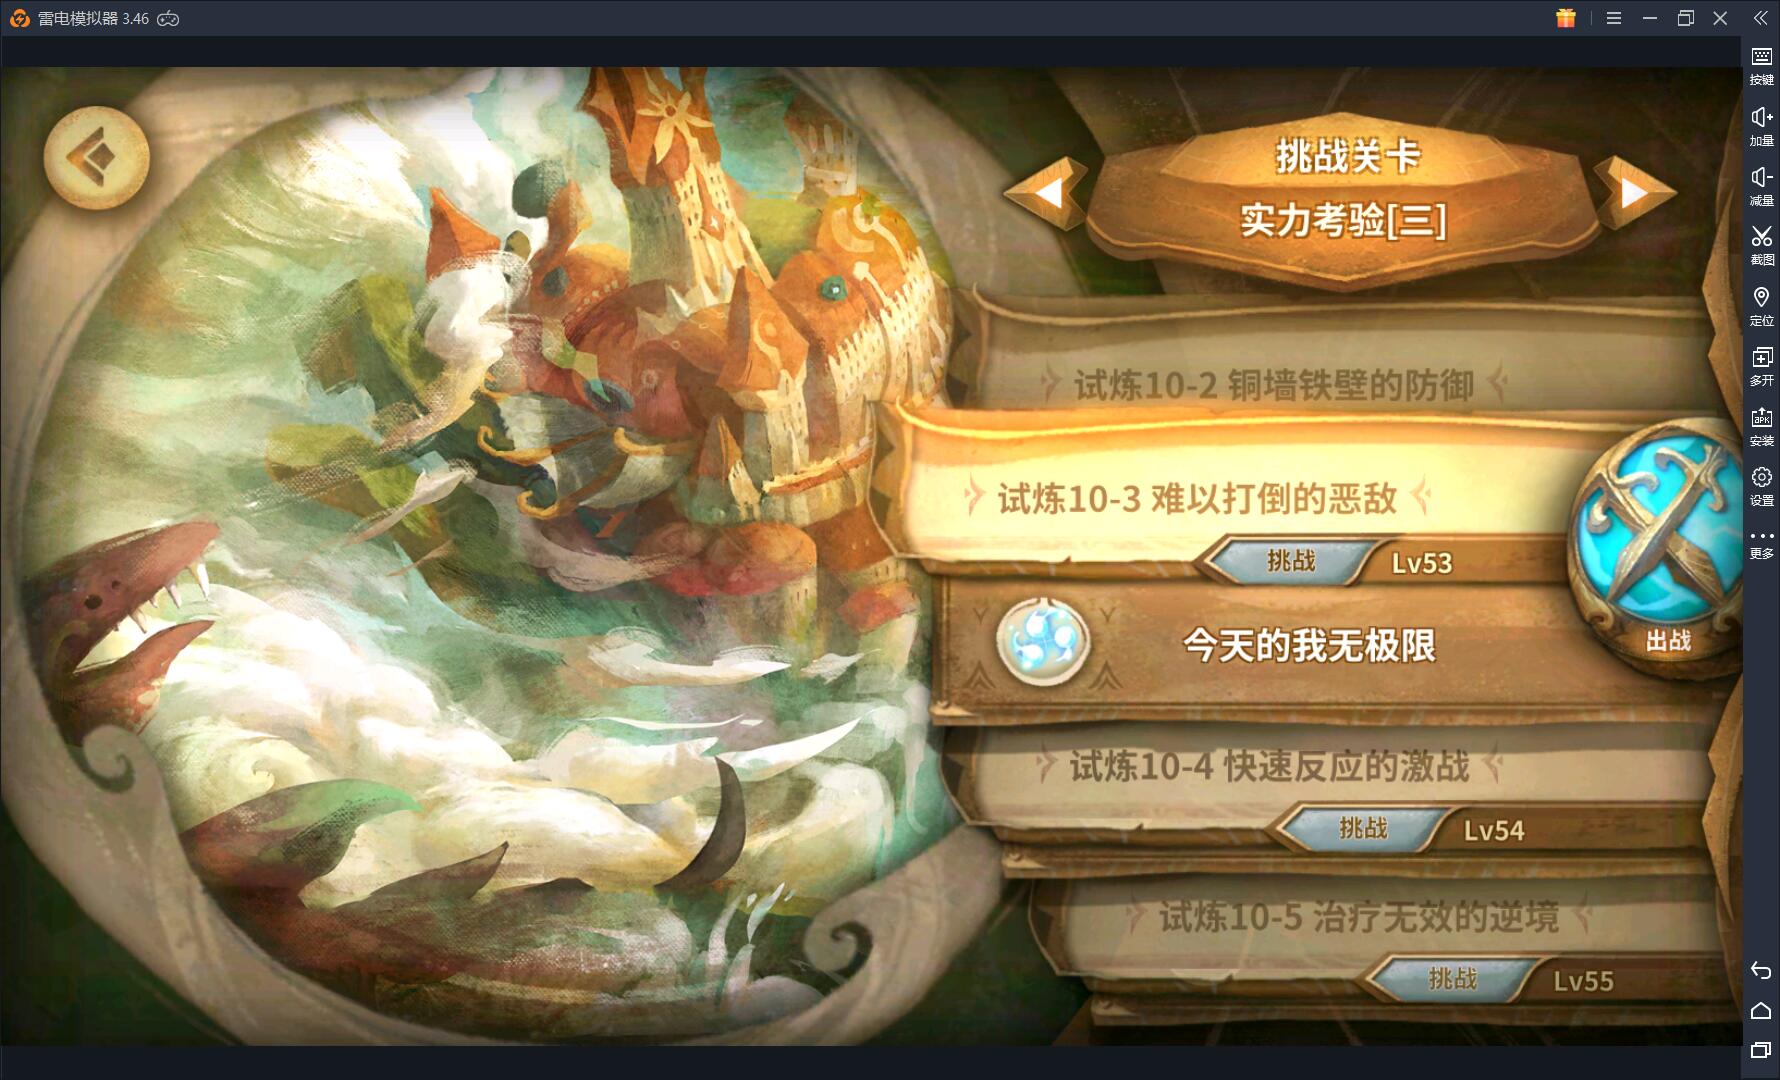 雷电模拟器 3.46
按键
加量
减量
截图
定位
多开
APK
安装
设置
更多
挑战关卡
实力考验[三]
试炼10-2 铜墙铁壁的防御
试炼10-3 难以打倒的恶敌
挑战
Lv53
今天的我无极限
出战
试炼10-4 快速反应的激战
挑战
Lv54
试炼10-5 治疗无效的逆境
挑战
Lv55